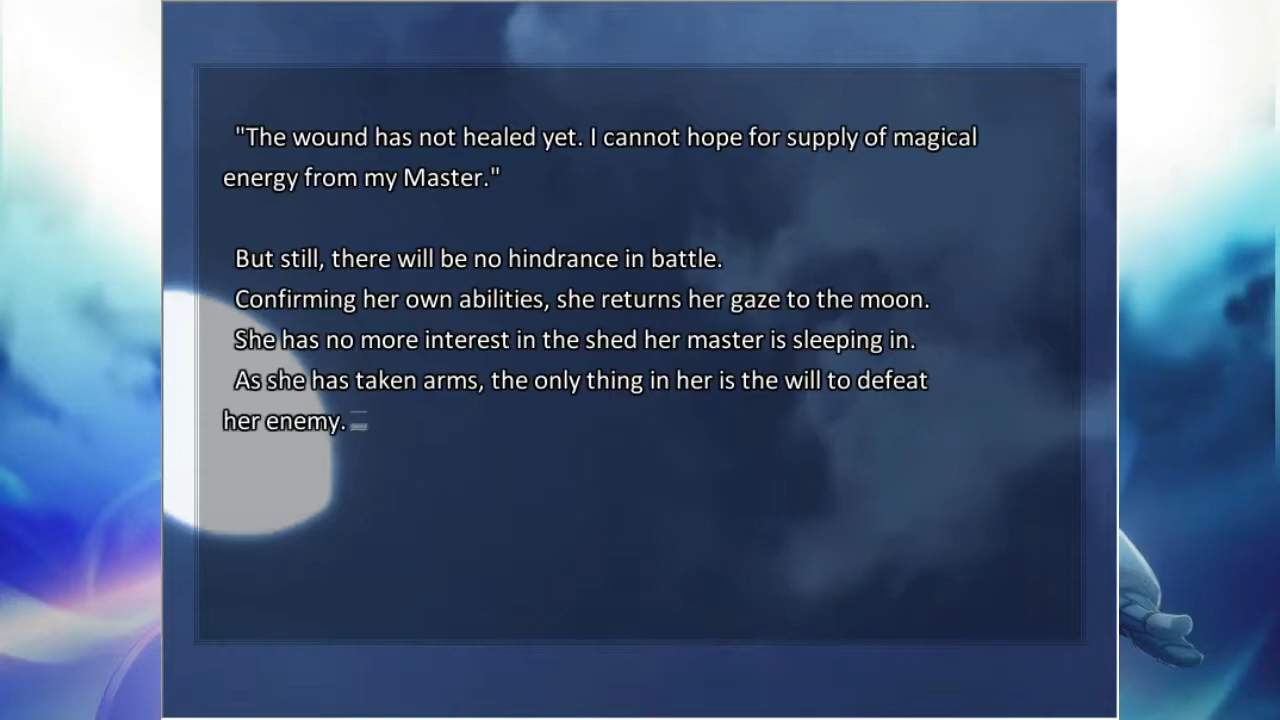 "The wound has not healed yet. I cannot hope for supply of magical
energy from my Master."
But still, there will be no hindrance in battle.
Confirming her own abilities, she returns her gaze to the moon.
She has no more interest in the shed her master is sleeping in.
As she has taken arms, the only thing in her is the will to defeat
her enemy.